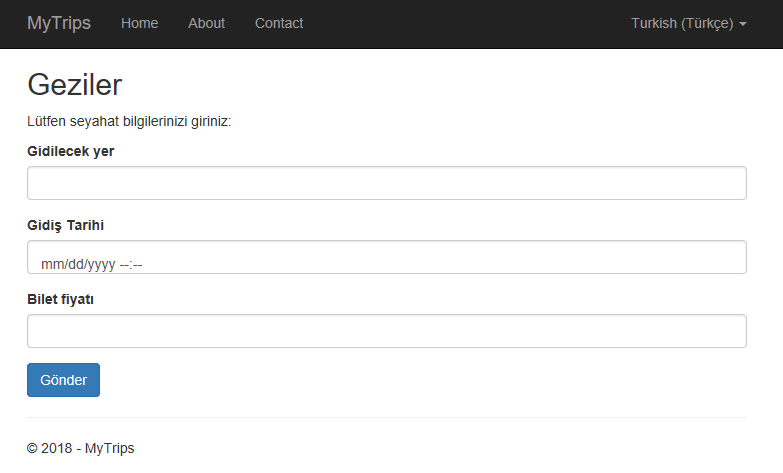 MyTrips Home About Contact Turkish (Türkçe)
Geziler
Lütfen seyahat bilgilerinizi giriniz:
Gidilecek yer
Gidiş Tarihi
mm/dd/yyyy --:--
Bilet fiyatı
Gönder
© 2018 - MyTrips